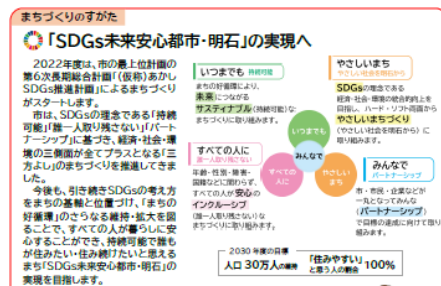 まちづくりのすがた
「SDGs未来安心都市・明石」の実現へ
2022年度は、市の最上位計画の
第6次長期総合計画「(仮称)あかし
SDGs推進計画」によるまちづくり
がスタートします。
市は、SDGsの理念である「持続
可能」「誰一人取り残さない」「パート
ナーシップ」に基づき、経済・社会・環
境の三側面が全てプラスとなる「三
方よし」のまちづくりを推進してきま
した。
今後も、引き続きSDGsの考え方
をまちの基軸と位置づけ、「まちの
好循環」のさらなる維持・拡大を図
ることで、すべての人が暮らしに安
心することができ、持続可能で誰も
が住みたい・住み続けたいと思える
まち「SDGs未来安心都市・明石」の
実現を目指します。
いつまでも 持続可能
まちの好循環により、
未来につながる
サスティナブル(持続可能)な
まちづくりに取り組みます。
やさしいまち
やさしい社会を明石から
SDGsの理念である
経済・社会・環境の統合的向上を
目指し、ハード・ソフト両面から
やさしいまちづくり
(やさしい社会を明石から)に
取り組みます。
すべての人に
誰一人取り残さない
年齢・性別・障害・
国籍などに関わらず、
すべての人が安心の
インクルーシブ
(誰一人取り残さない)な
まちづくりに取り組みます。
いつまでも
みんなで
すべて
の人に
やさしい
まち
みんなで
パートナーシップ
市・市民・企業などが
一丸となってみんな
(パートナーシップ)
で目標の達成に向けて取り
組みます。
2030年度の目標
人口30万人の維持 「住みやすい」と思う人の割合 100%